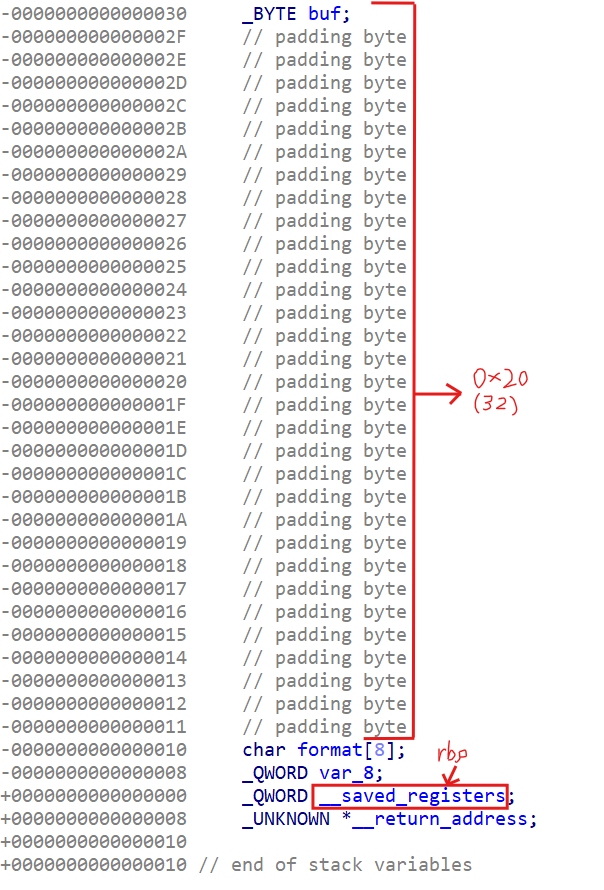 -0000000000000030 _BYTE buf;
-000000000000002F // padding byte
-000000000000002E // padding byte
-000000000000002D // padding byte
-000000000000002C // padding byte
-000000000000002B // padding byte
-000000000000002A // padding byte
-0000000000000029 // padding byte
-0000000000000028 // padding byte
-0000000000000027 // padding byte
-0000000000000026 // padding byte
-0000000000000025 // padding byte
-0000000000000024 // padding byte
-0000000000000023 // padding byte
-0000000000000022 // padding byte
-0000000000000021 // padding byte
-0000000000000020 // padding byte
0×20
-000000000000001F // padding byte
(32)
-000000000000001E // padding byte
-000000000000001D // padding byte
-000000000000001C // padding byte
-000000000000001B // padding byte
-000000000000001A // padding byte
-0000000000000019 // padding byte
-0000000000000018 // padding byte
-0000000000000017 // padding byte
-0000000000000016 // padding byte
-0000000000000015 // padding byte
-0000000000000014 // padding byte
-0000000000000013 // padding byte
-0000000000000012 // padding byte
-0000000000000011 // padding byte
-0000000000000010 char format[8];
rbp
-0000000000000008 _QWORD var_8;
+0000000000000000 _QWORD __saved_registers;
+0000000000000008 _UNKNOWN *__return_address;
+0000000000000010
+0000000000000010 // end of stack variables